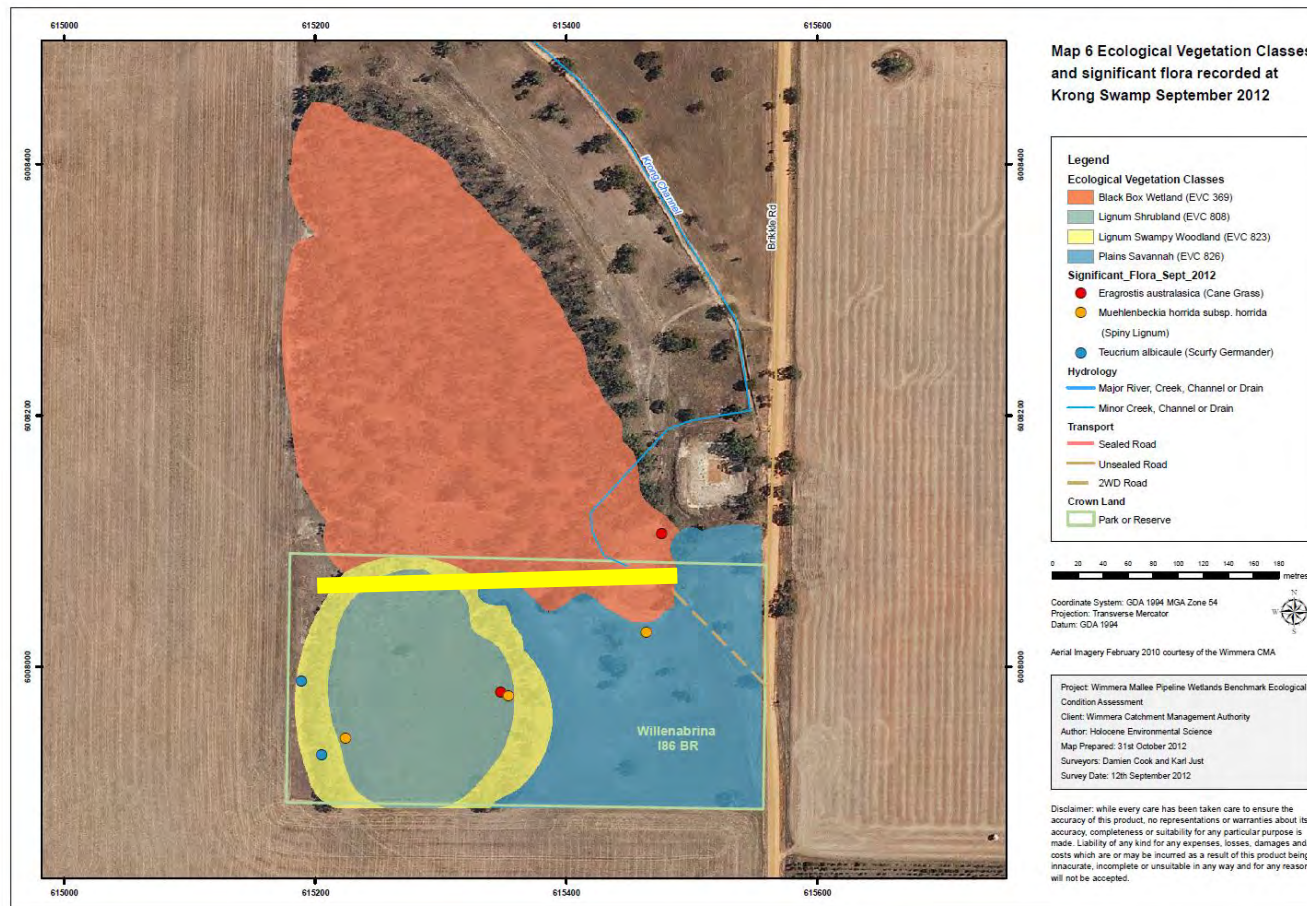 Map 6 Ecological Vegetation Classes
and significant flora recorded at
Krong Swamp September 2012
Legend
Ecological Vegetation Classes
Black Box Wetland (EVC 369)
Lignum Shrubland (EVC 808)
Lignum Swampy Woodland (EVC 823)
Plains Savannah (EVC 826)
Significant_Flora_Sept_2012
Eragrostis australasica (Cane Grass)
Muehlenbeckia horrida subsp. horrida
(Spiny Lignum)
Teucrium albicaule (Scurfy Germander)
Hydrology
Major River, Creek, Channel or Drain
Minor Creek, Channel or Drain
Transport
Sealed Road
Unsealed Road
2WD Road
Crown Land
Park or Reserve
0 20 40 60 80 100 120 140 160 180
metres
Coordinate System: GDA 1994 MGA Zone 54
Projection: Transverse Mercator
Datum: GDA 1994
N
W
S
Aerial Imagery February 2010 courtesy of the Wimmera CMA
Project: Wimmera Mallee Pipeline Wetlands Benchmark Ecological
Condition Assessment
Client: Wimmera Catchment Management Authority
Author: Holocene Environmental Science
Map Prepared: 31st October 2012
Surveyors: Damien Cook and Karl Just
Survey Date: 12th September 2012
Disclaimer: while every care has been taken care to ensure the
accuracy of this product, no representations or warranties about its
accuracy, completeness or suitability for any particular purpose is
made. Liability of any kind for any expenses, losses, damages and
costs which are or may be incurred as a result of this product being
innacurate, incomplete or unsuitable in any way and for any reason
will not be accepted.
615000
615200
615400
615600
6008400
6008400
6008200
6008200
6008000
6008000
Krong Channel
Brikkle Rd
Willenabrina
I86 BR
615000
615200
615400
615600